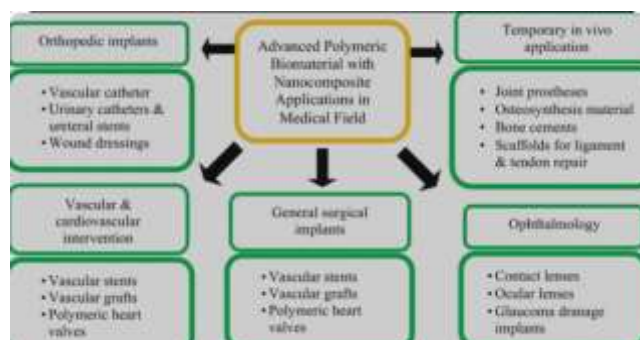 Orthopedic implants
• Vascular catheter
• Urinary catheters &
ureteral stents
• Wound dressings
Advanced Polymeric
Biomaterial with
Nanocomposite
Applications in
Medical Field
Temporary in vivo
application
• Joint prostheses
• Osteosynthesis material
• Bone cements
• Scaffolds for ligament
& tendon repair
Vascular &
cardiovascular
intervention
• Vascular stents
• Vascular grafts
• Polymeric heart
valves
General surgical
implants
• Vascular stents
• Vascular grafts
• Polymeric heart
valves
Ophthalmology
• Contact lenses
• Ocular lenses
• Glaucoma dranage
implants